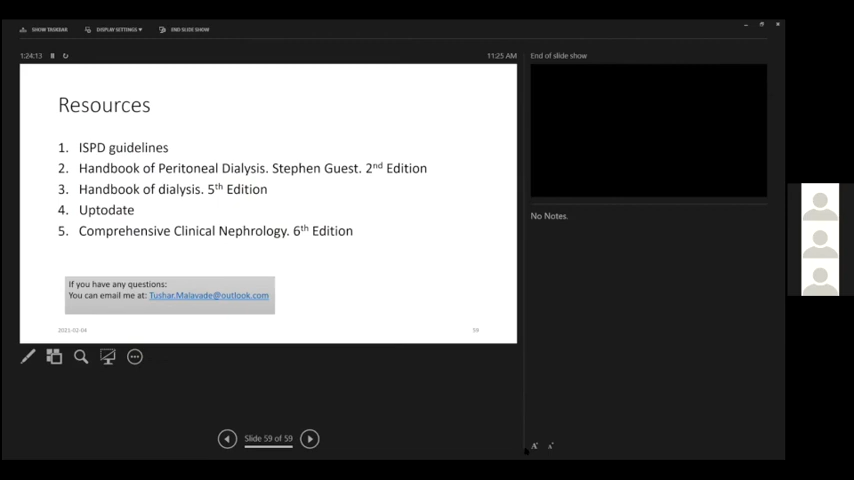 SHOW TASKBAR DISPLAY SETTINGS ▾ END SLIDE SHOW
1:24:13 11:25 AM
Resources
1. ISPD guidelines
2. Handbook of Peritoneal Dialysis. Stephen Guest. 2nd Edition
3. Handbook of dialysis. 5th Edition
4. Uptodate
5. Comprehensive Clinical Nephrology. 6th Edition
If you have any questions:
You can email me at: Tushar.Malavade@outlook.com
2021-02-04 59
Slide 59 of 59
End of slide show
No Notes.
A A